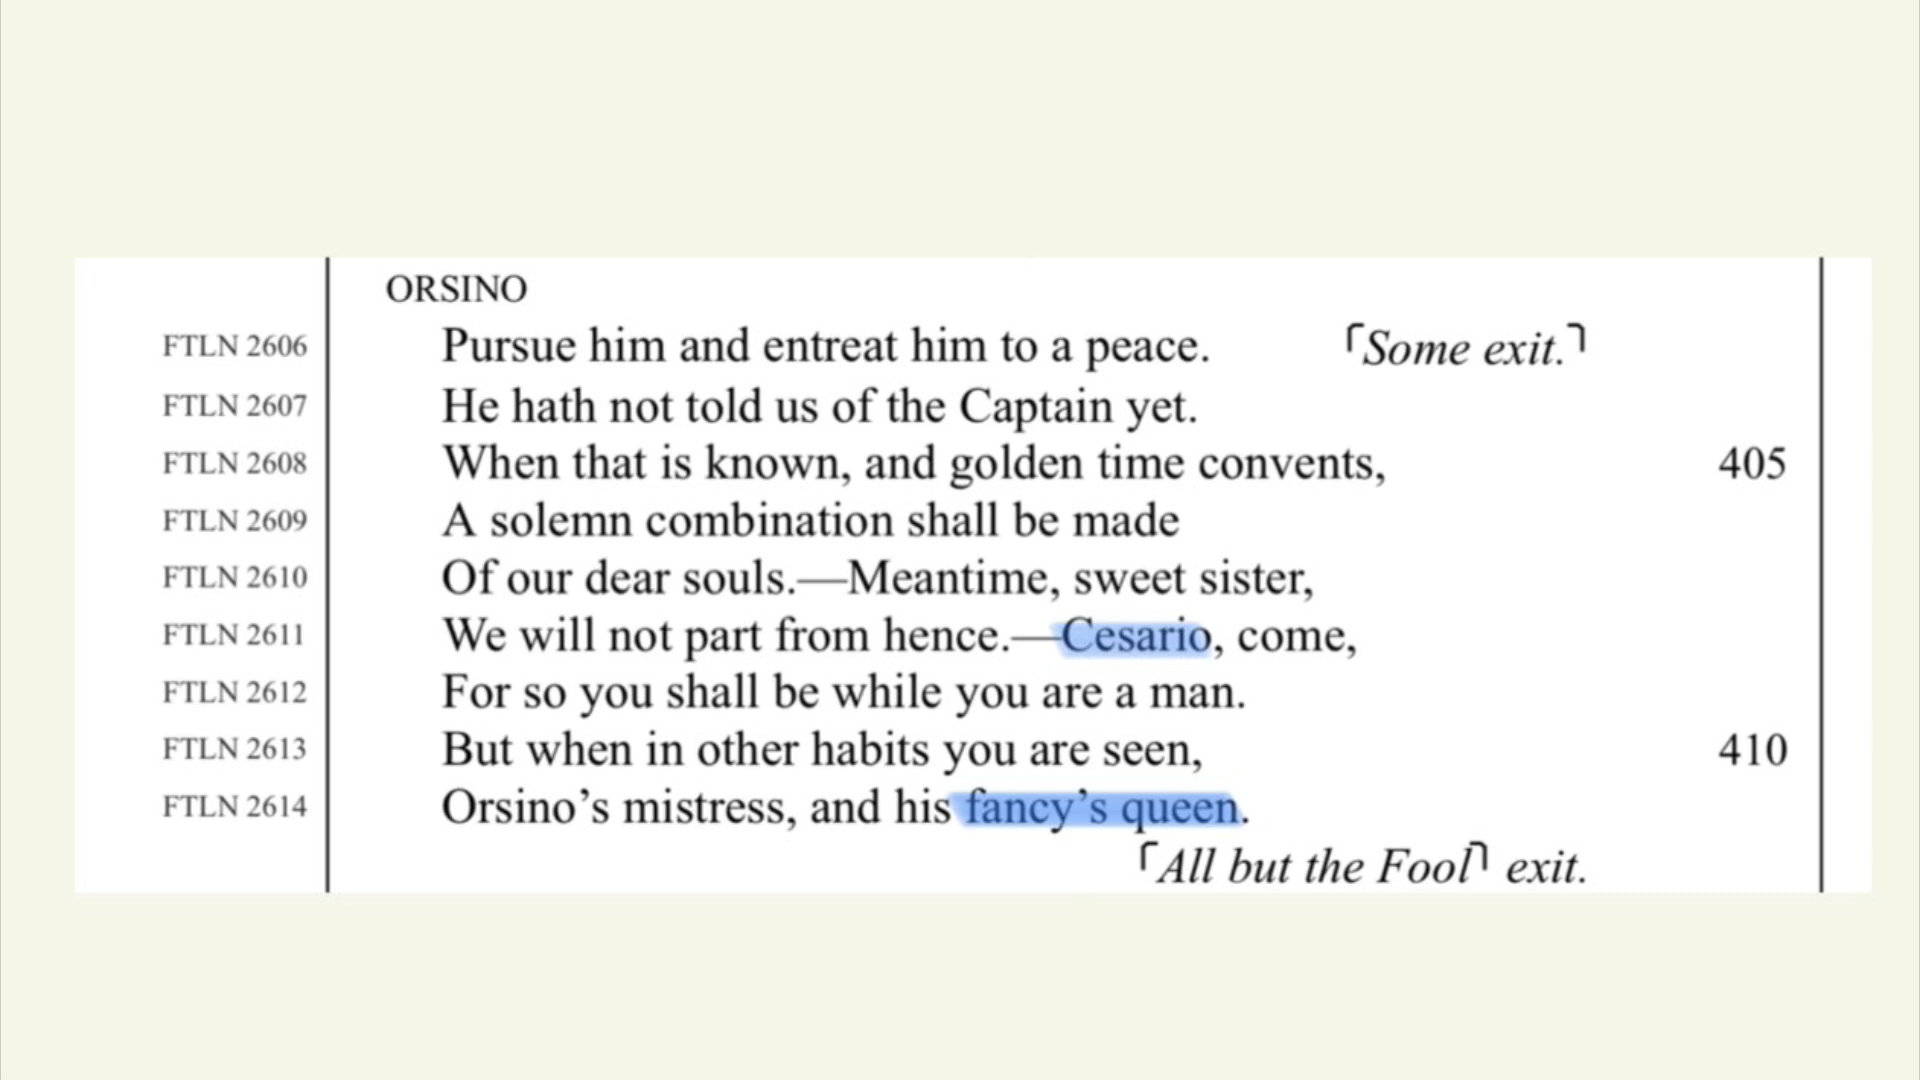 ORSINO
FTLN 2606 Pursue him and entreat him to a peace. ⌜Some exit.⌝
FTLN 2607 He hath not told us of the Captain yet.
FTLN 2608 When that is known, and golden time convents, 405
FTLN 2609 A solemn combination shall be made
FTLN 2610 Of our dear souls.—Meantime, sweet sister,
FTLN 2611 We will not part from hence.—Cesario, come,
FTLN 2612 For so you shall be while you are a man.
FTLN 2613 But when in other habits you are seen, 410
FTLN 2614 Orsino’s mistress, and his fancy’s queen.
⌜All but the Fool⌝ exit.